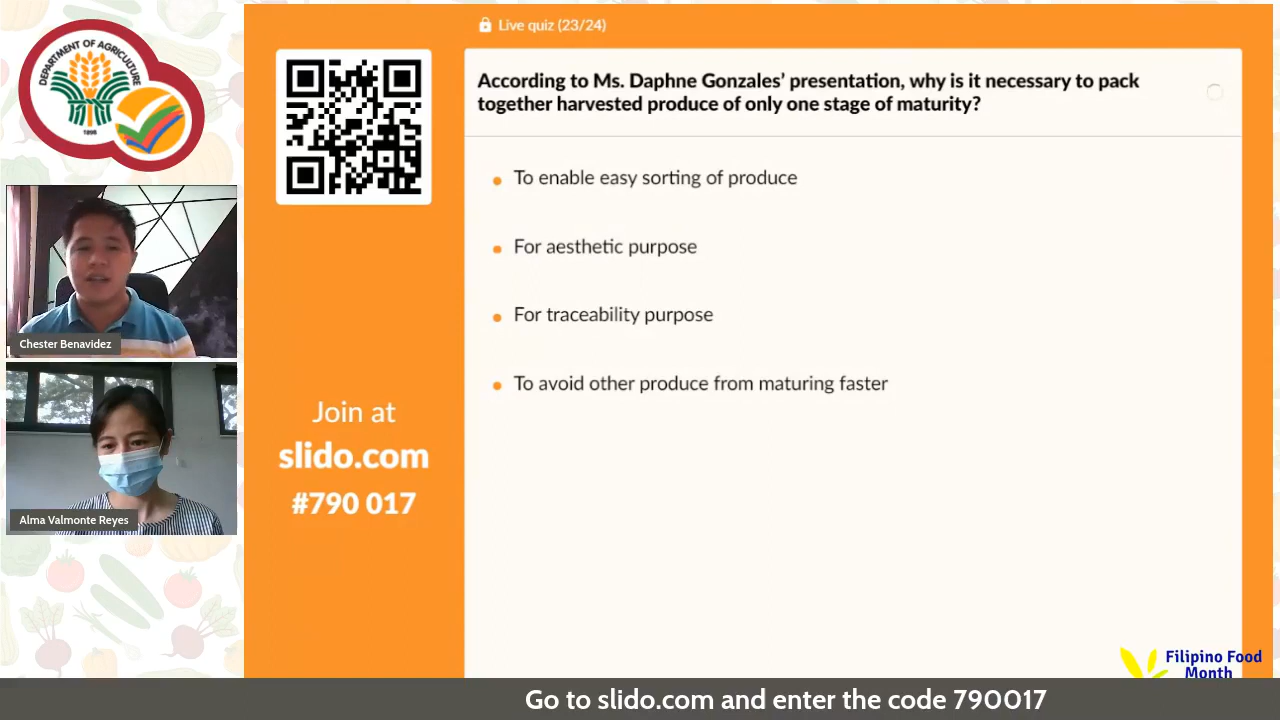 DEPARTMENT OF AGRICULTURE
1898
Chester Benavidez
Alma Valmonte Reyes
Live quiz (23/24)
According to Ms. Daphne Gonzales' presentation, why is it necessary to pack
together harvested produce of only one stage of maturity?
To enable easy sorting of produce
For aesthetic purpose
For traceability purpose
To avoid other produce from maturing faster
Join at
slido.com
#790 017
Filipino Food
Month
Go to slido.com and enter the code 790017